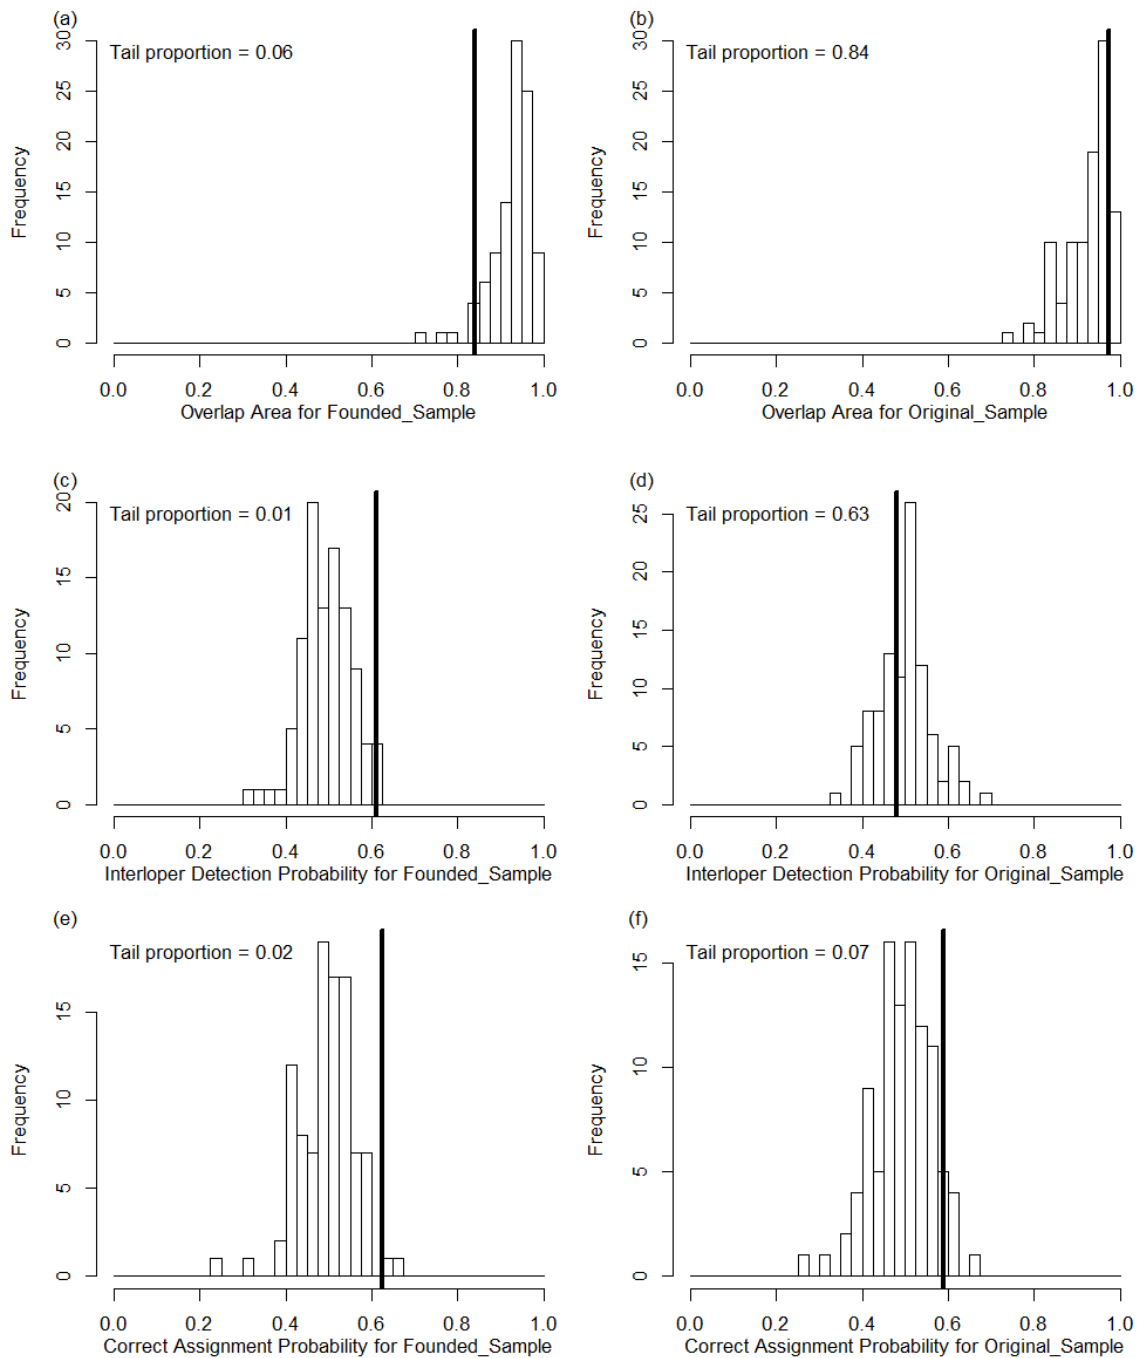 (a)
Tail proportion = 0.06
Frequency
0 5 10 15 20 25 30
0.0 0.2 0.4 0.6 0.8 1.0
Overlap Area for Founded_Sample
(b)
Tail proportion = 0.84
Frequency
0 5 10 15 20 25 30
0.0 0.2 0.4 0.6 0.8 1.0
Overlap Area for Original_Sample
(c)
Tail proportion = 0.01
Frequency
0 5 10 15 20
0.0 0.2 0.4 0.6 0.8 1.0
Interloper Detection Probability for Founded_Sample
(d)
Tail proportion = 0.63
Frequency
0 5 10 15 20 25
0.0 0.2 0.4 0.6 0.8 1.0
Interloper Detection Probability for Original_Sample
(e)
Tail proportion = 0.02
Frequency
0 5 10 15
0.0 0.2 0.4 0.6 0.8 1.0
Correct Assignment Probability for Founded_Sample
(f)
Tail proportion = 0.07
Frequency
0 5 10 15
0.0 0.2 0.4 0.6 0.8 1.0
Correct Assignment Probability for Original_Sample